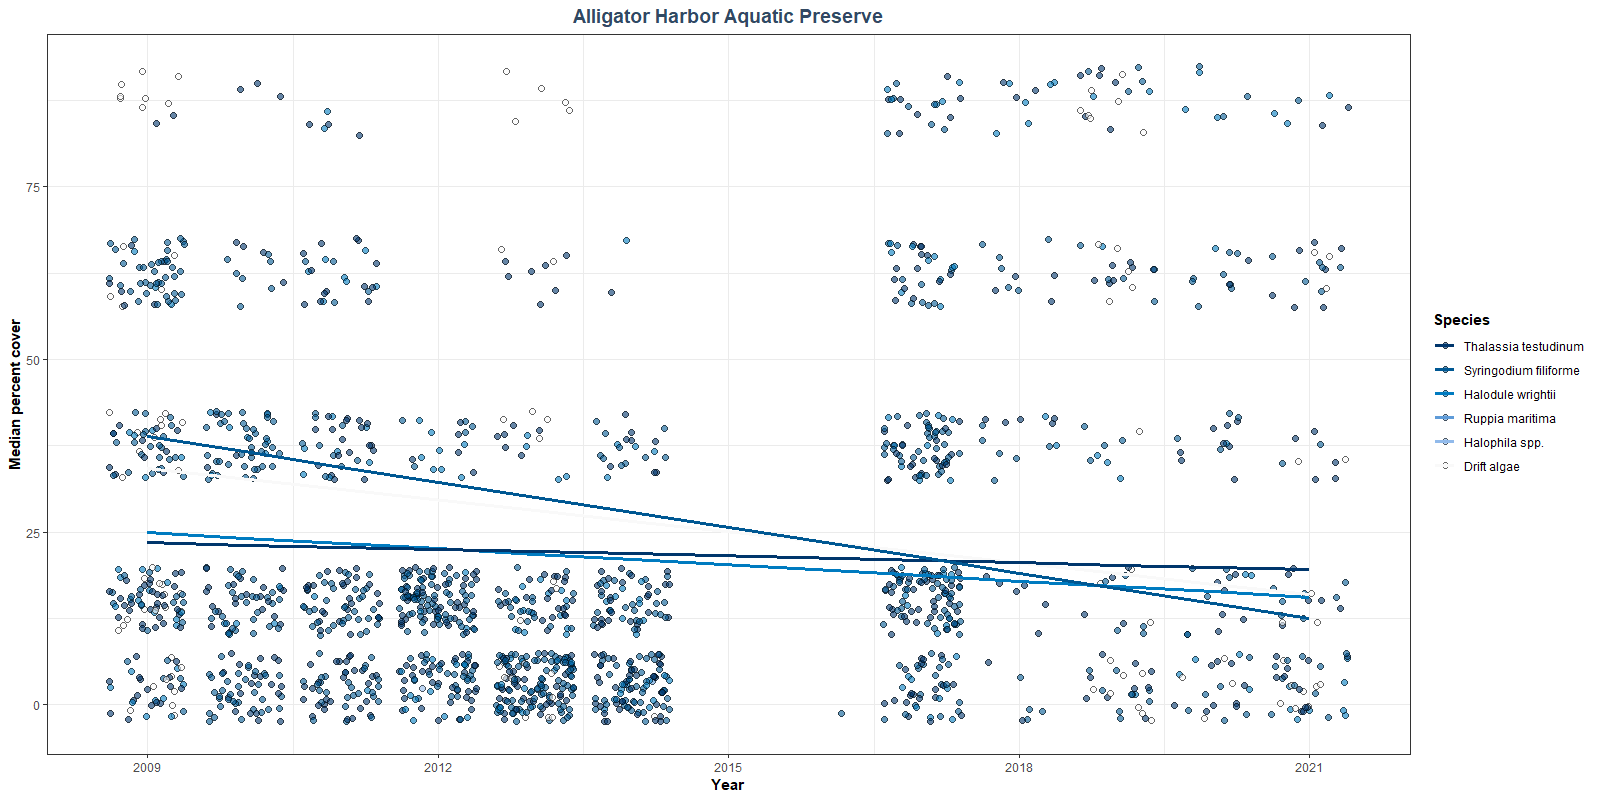 Alligator Harbor Aquatic Preserve
Median percent cover
75
50
25
0
2009
2012
2015
2018
2021
Year
Species
Thalassia testudinum
Syringodium filiforme
Halodule wrightii
Ruppia maritima
Halophila spp.
Drift algae